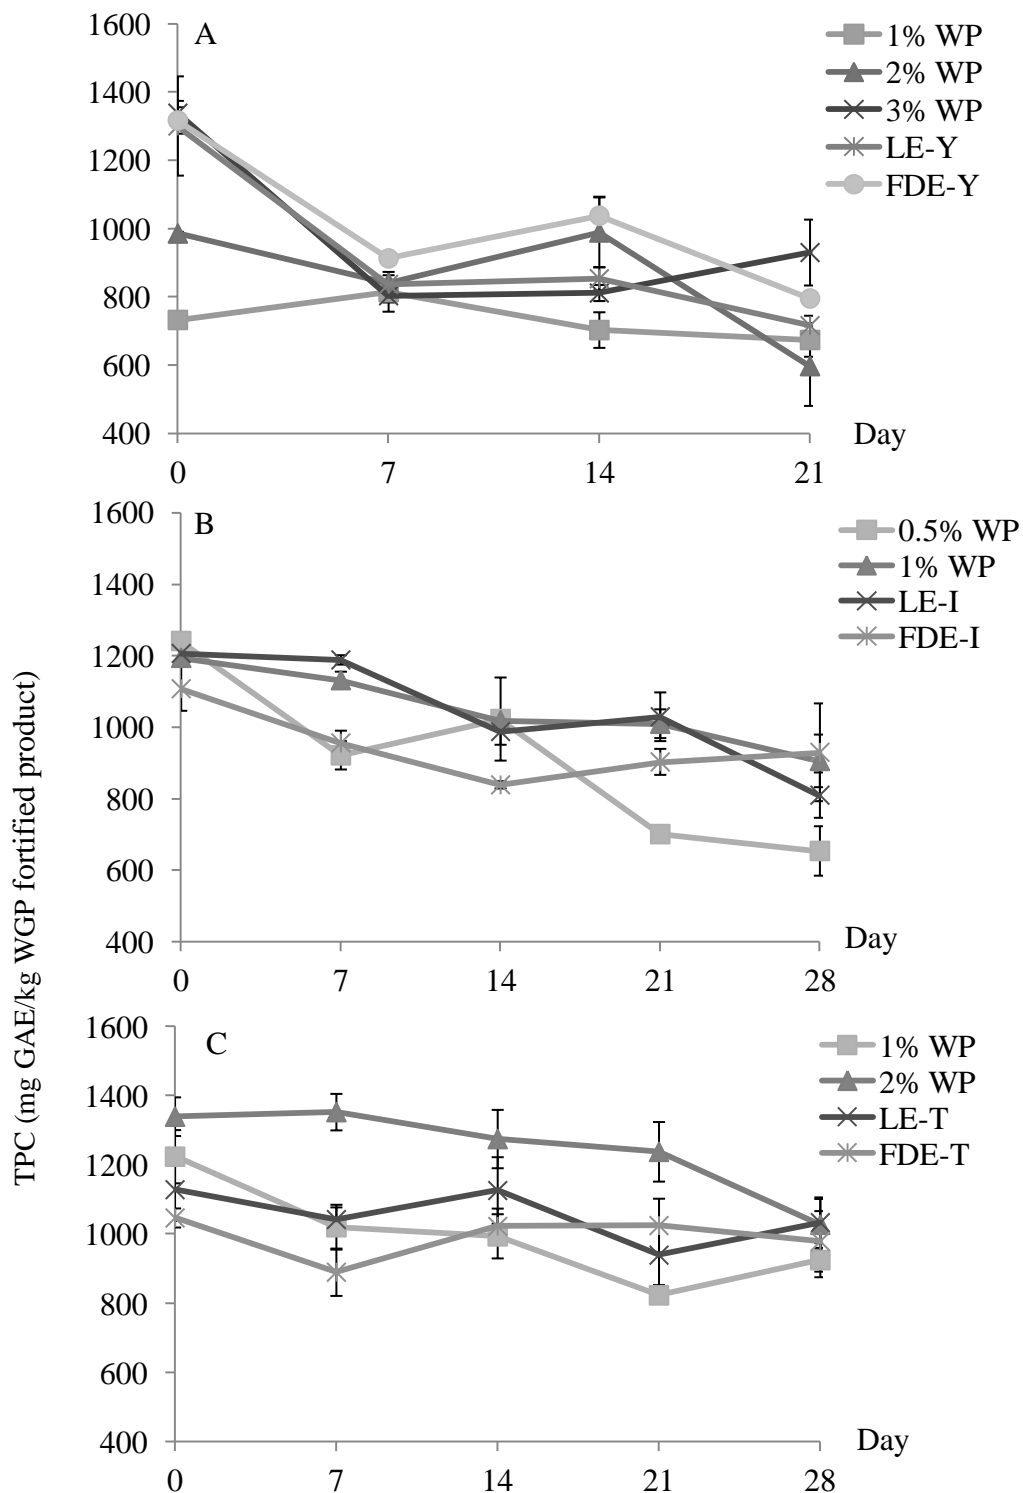 TPC (mg GAE/kg WGP fortified product)
A
1600
1400
1200
1000
800
600
400
0
7
14
21
Day
1% WP
2% WP
3% WP
LE-Y
FDE-Y
B
1600
1400
1200
1000
800
600
400
0
7
14
21
28
Day
0.5% WP
1% WP
LE-I
FDE-I
C
1600
1400
1200
1000
800
600
400
0
7
14
21
28
Day
1% WP
2% WP
LE-T
FDE-T